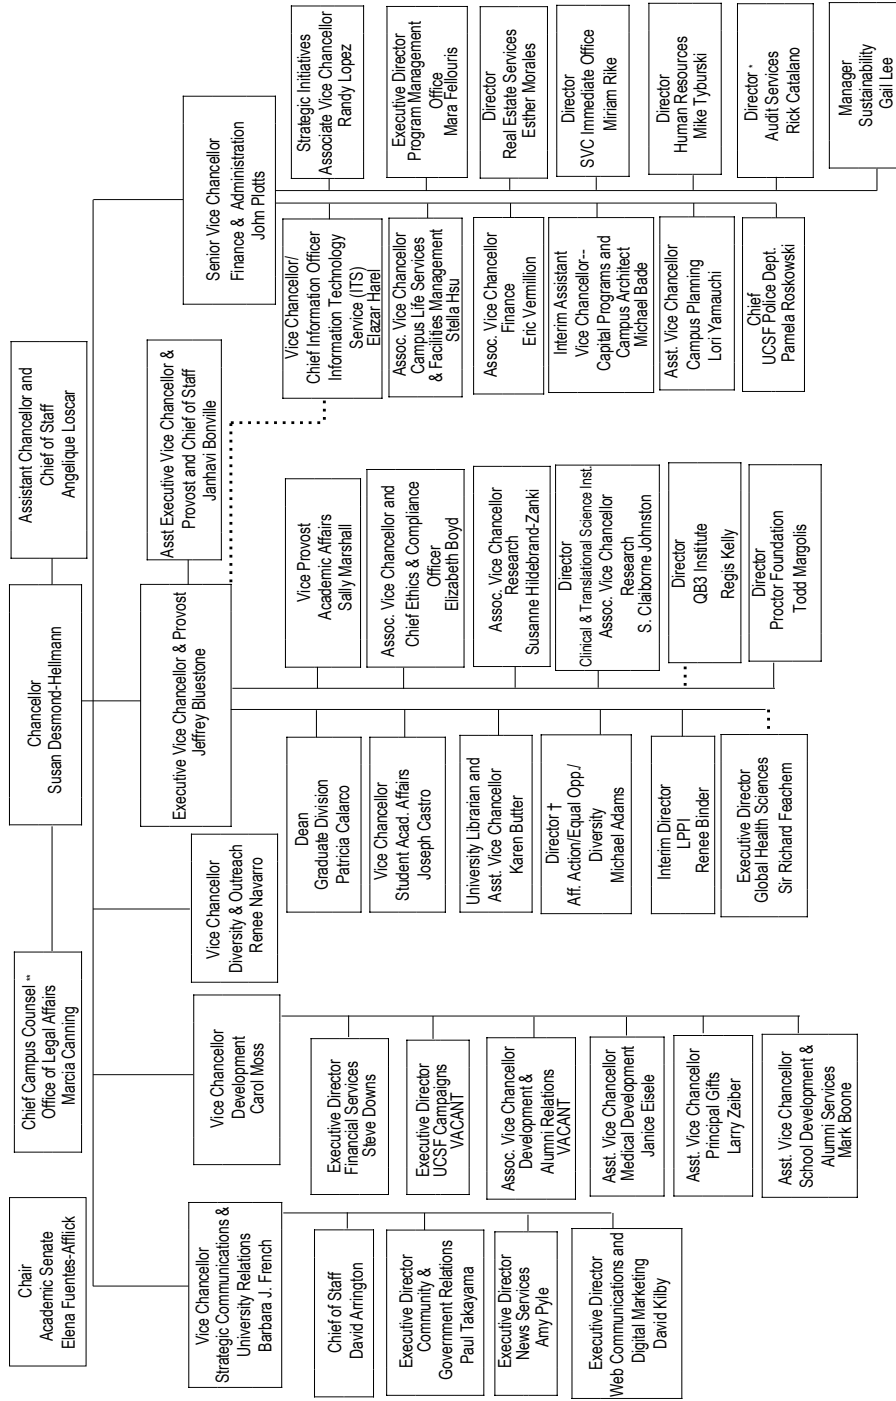 Chair
Academic Senate
Elena Fuentes-Afflick
Chief Campus Counsel **
Office of Legal Affairs
Marcia Canning
Chancellor
Susan Desmond-Hellmann
Assistant Chancellor and
Chief of Staff
Angelique Loscar
Executive Vice Chancellor & Provost
Jeffrey Bluestone
Asst Executive Vice Chancellor &
Provost and Chief of Staff
Janhavi Bonville
Vice Chancellor
Strategic Communications &
University Relations
Barbara J. French
Vice Chancellor
Development
Carol Moss
Vice Chancellor
Diversity & Outreach
Renee Navarro
Senior Vice Chancellor
Finance & Administration
John Plotts
Chief of Staff
David Arrington
Executive Director
Community &
Government Relations
Paul Takayama
Executive Director
News Services
Amy Pyle
Executive Director
Web Communications and
Digital Marketing
David Kilby
Executive Director
Financial Services
Steve Downs
Executive Director
UCSF Campaigns
VACANT
Assoc. Vice Chancellor
Development &
Alumni Relations
VACANT
Asst. Vice Chancellor
Medical Development
Janice Eisele
Asst. Vice Chancellor
Principal Gifts
Larry Zeiber
Asst. Vice Chancellor
School Development &
Alumni Services
Mark Boone
Dean
Graduate Division
Patricia Calarco
Vice Chancellor
Student Acad. Affairs
Joseph Castro
University Librarian and
Asst. Vice Chancellor
Karen Butter
Director †
Aff. Action/Equal Opp./
Diversity
Michael Adams
Interim Director
LPPI
Renee Binder
Executive Director
Global Health Sciences
Sir Richard Feachem
Vice Provost
Academic Affairs
Sally Marshall
Assoc. Vice Chancellor and
Chief Ethics & Compliance
Officer
Elizabeth Boyd
Assoc. Vice Chancellor
Research
Susanne Hildebrand-Zanki
Director
Clinical & Translational Science Inst.
Assoc. Vice Chancellor
Research
S. Claiborne Johnston
Director
QB3 Institute
Regis Kelly
Director
Proctor Foundation
Todd Margolis
Vice Chancellor/
Chief Information Officer
Information Technology
Service (ITS)
Elazar Harel
Assoc. Vice Chancellor
Campus Life Services
& Facilities Management
Stella Hsu
Assoc. Vice Chancellor
Finance
Eric Vermillion
Interim Assistant
Vice Chancellor--
Capital Programs and
Campus Architect
Michael Bade
Asst. Vice Chancellor
Campus Planning
Lori Yamauchi
Chief
UCSF Police Dept.
Pamela Roskowski
Strategic Initiatives
Associate Vice Chancellor
Randy Lopez
Executive Director
Program Management
Office
Mara Fellouris
Director
Real Estate Services
Esther Morales
Director
SVC Immediate Office
Miriam Rike
Director
Human Resources
Mike Tyburski
Director *
Audit Services
Rick Catalano
Manager
Sustainability
Gail Lee